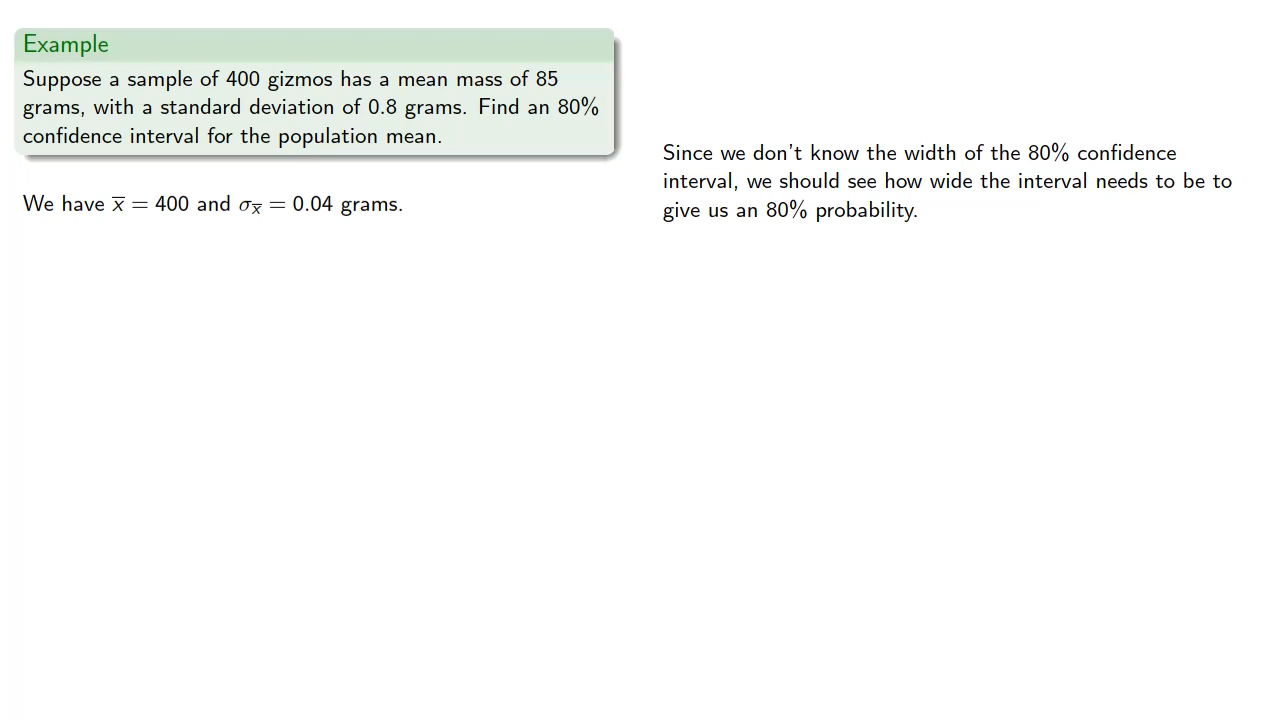 Example
Suppose a sample of 400 gizmos has a mean mass of 85
grams, with a standard deviation of 0.8 grams. Find an 80%
confidence interval for the population mean.
We have x̅ = 400 and σx̅ = 0.04 grams.
Since we don't know the width of the 80% confidence
interval, we should see how wide the interval needs to be to
give us an 80% probability.